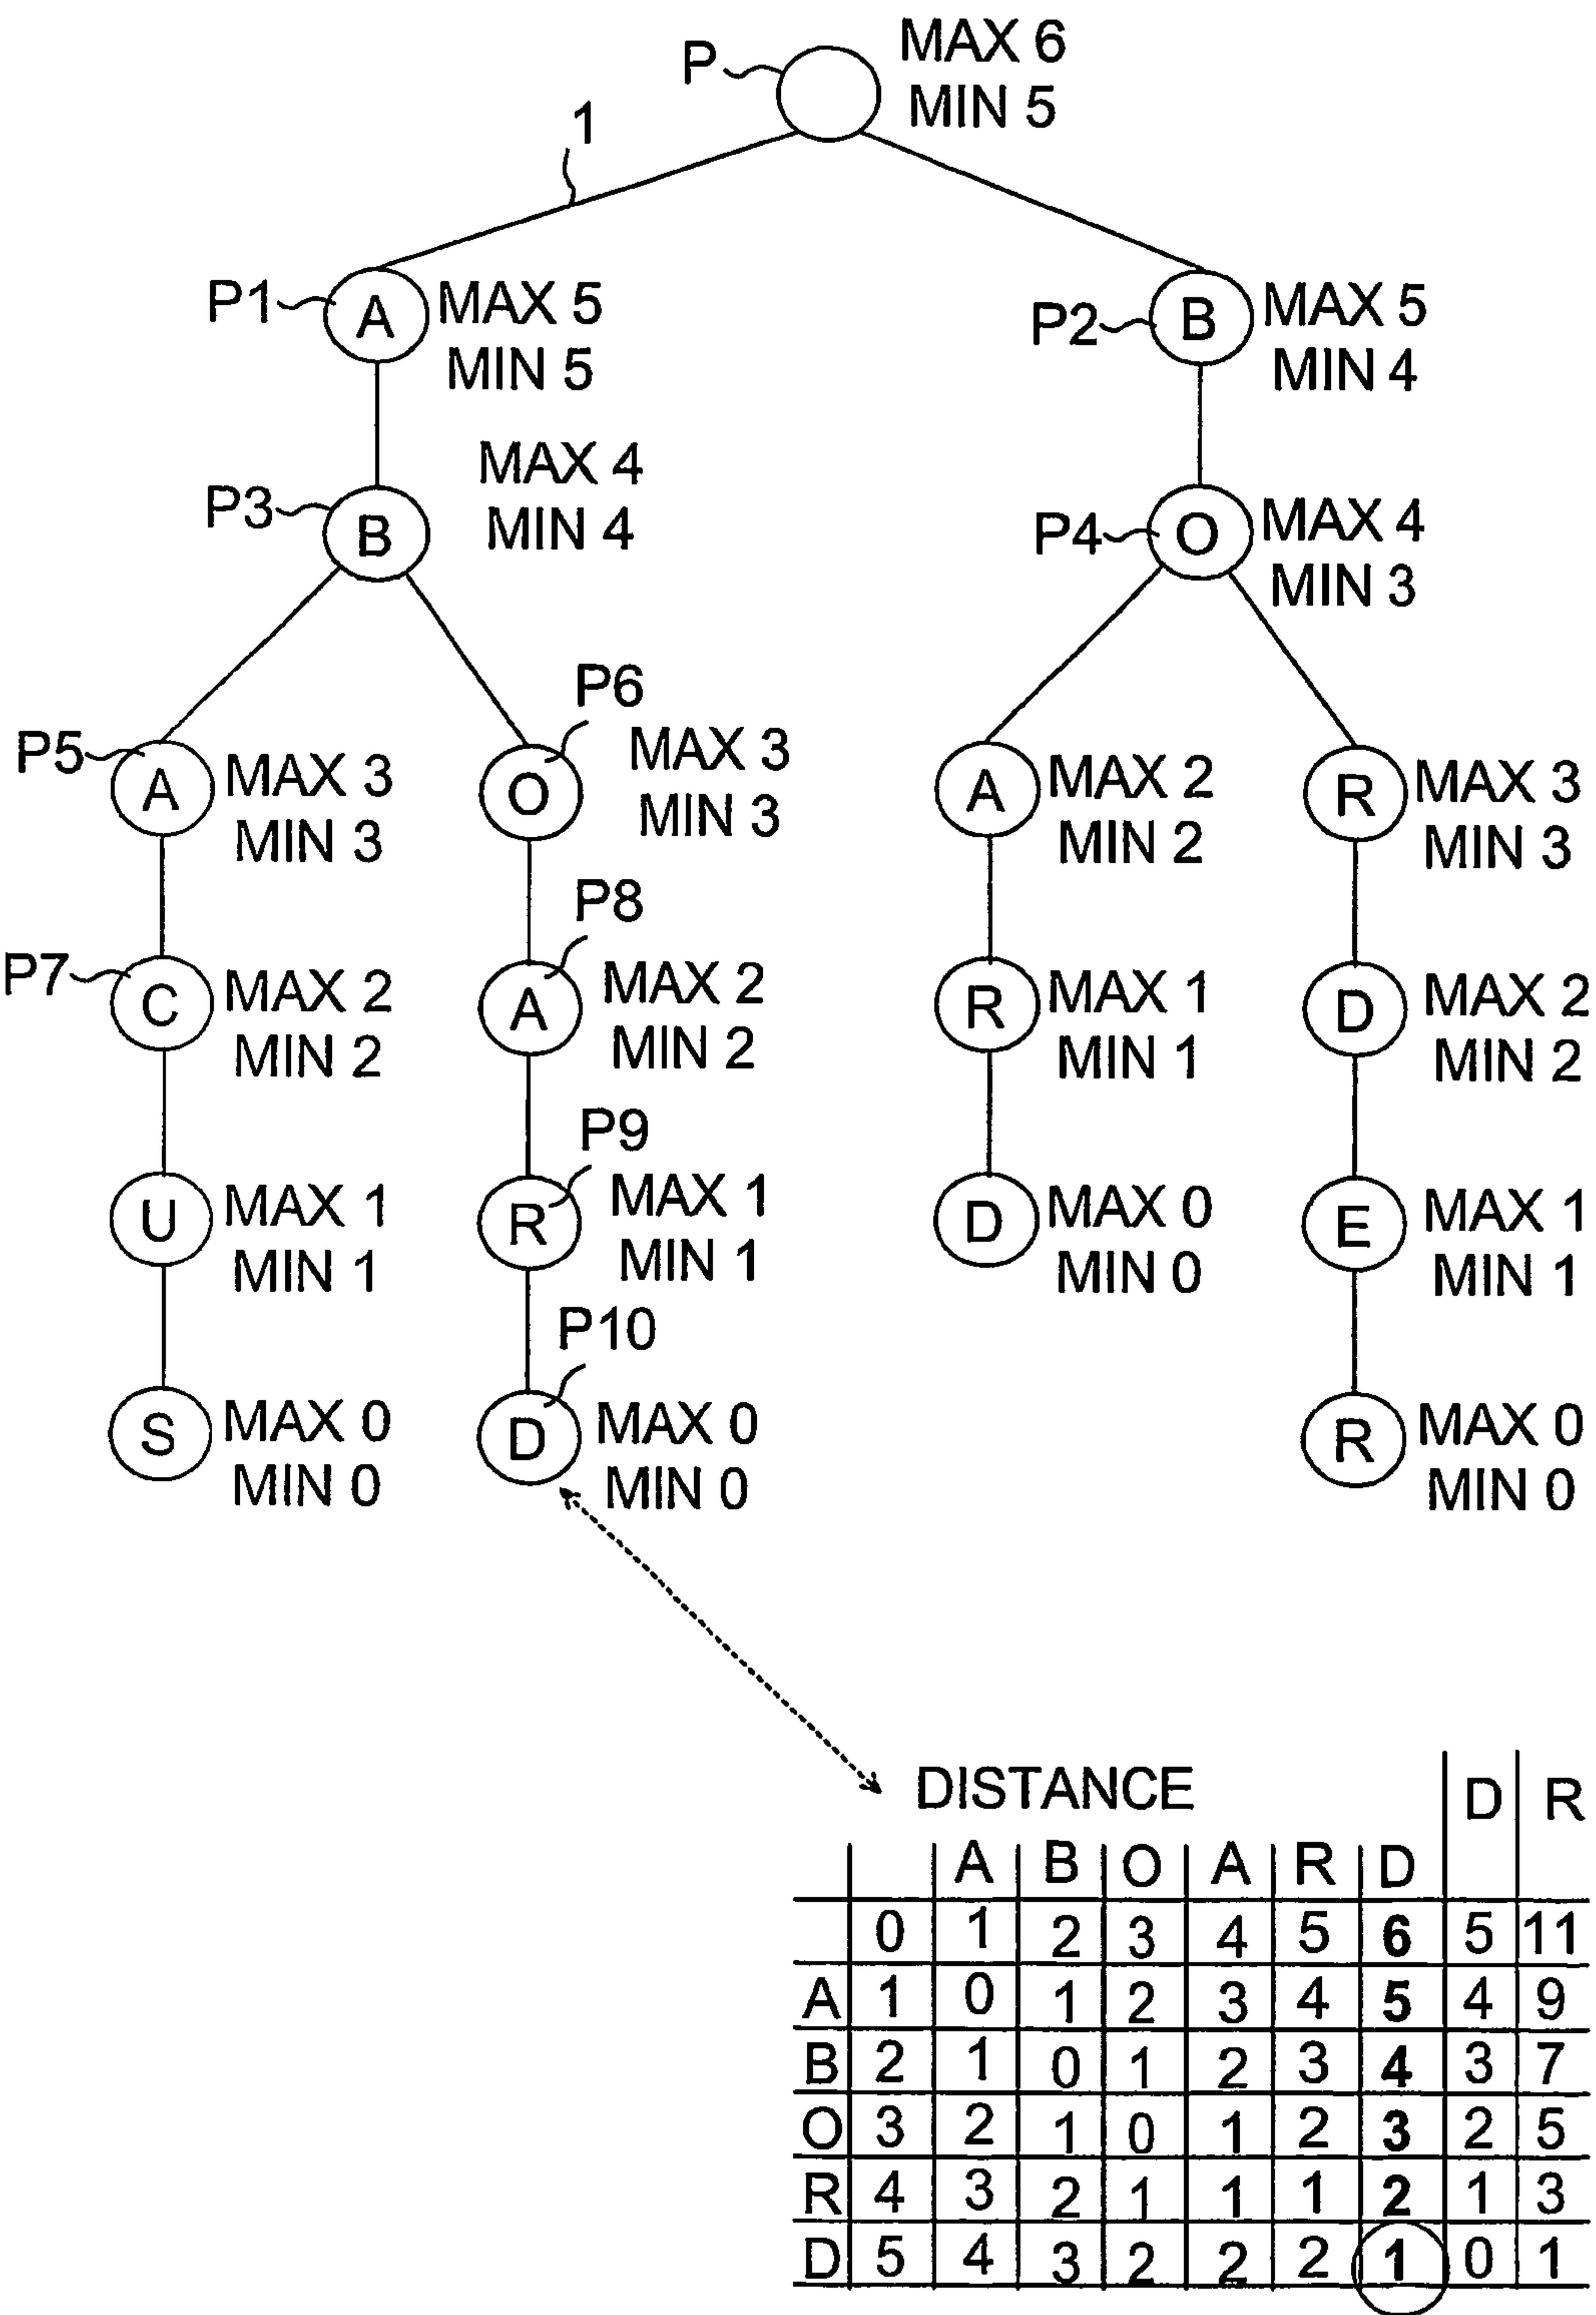 P MAX 6
MIN 5
1
P1 A MAX 5 P2 B MAX 5
MIN 5 MIN 4
MAX 4
P3 B MIN 4 P4 O MAX 4
MIN 3
P6
P5 A MAX 3 O MAX 3 A MAX 2 R MAX 3
MIN 3 MIN 3 MIN 2 MIN 3
P8
P7 C MAX 2 A MAX 2 R MAX 1 D MAX 2
MIN 2 MIN 2 MIN 1 MIN 2
P9
U MAX 1 R MAX 1 D MAX 0 E MAX 1
MIN 1 MIN 1 MIN 0 MIN 1
P10
S MAX 0 D MAX 0 R MAX 0
MIN 0 MIN 0 MIN 0
DISTANCE D R
A B O A R D
0 1 2 3 4 5 6 5 11
A 1 0 1 2 3 4 5 4 9
B 2 1 0 1 2 3 4 3 7
O 3 2 1 0 1 2 3 2 5
R 4 3 2 1 1 1 2 1 3
D 5 4 3 2 2 2 1 0 1